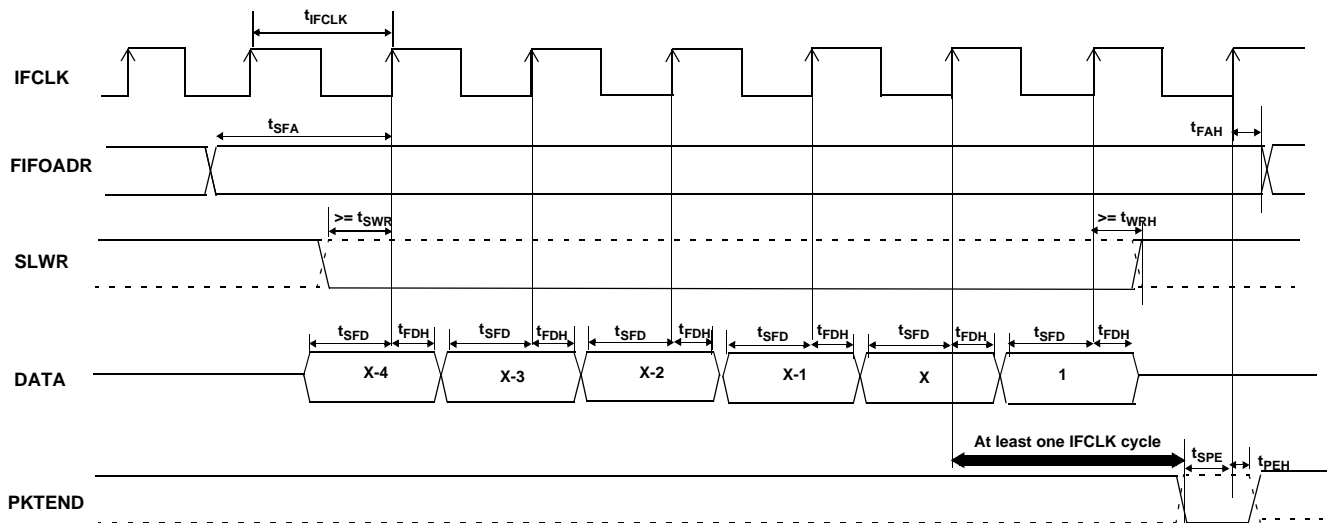 tIFCLK
IFCLK
tSFA
tFAH
FIFOADR
>= tSWR
>= tWRH
SLWR
tSFD tFDH tSFD tFDH tSFD tFDH tSFD tFDH tSFD tFDH tSFD tFDH
DATA X-4 X-3 X-2 X-1 X 1
At least one IFCLK cycle
tSPE
tPEH
PKTEND